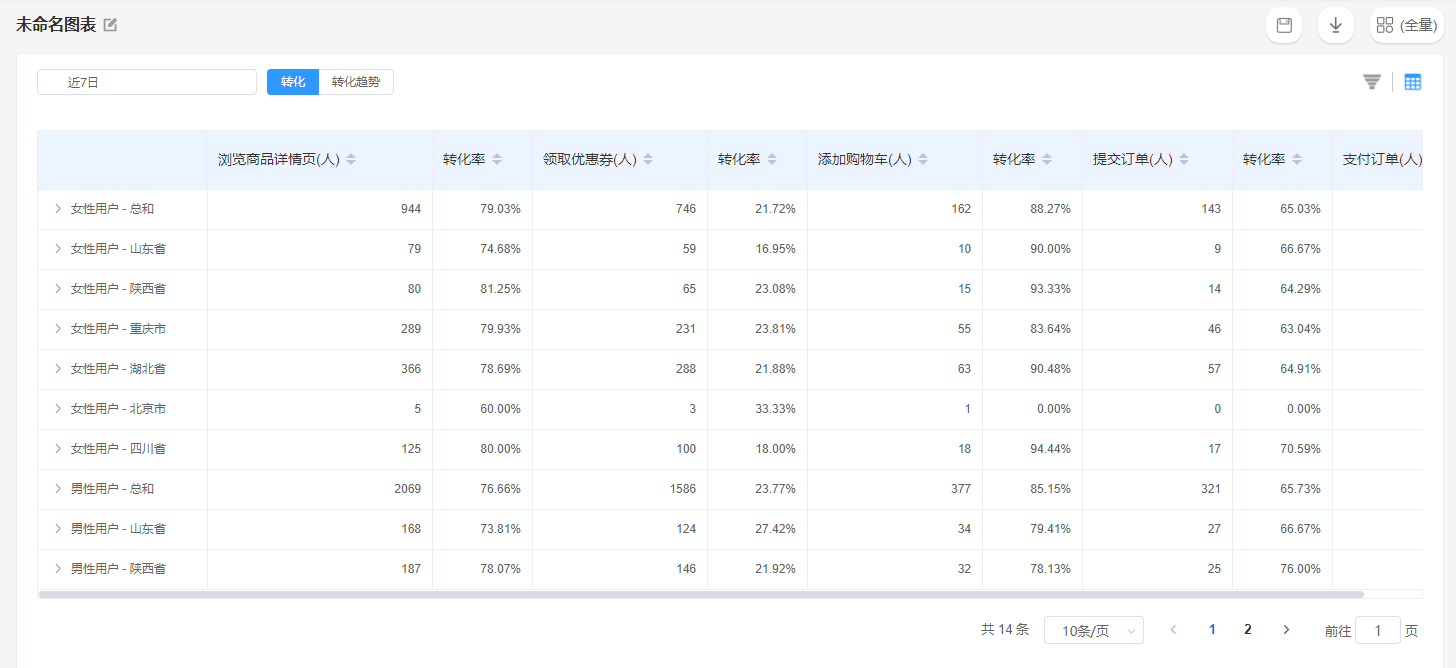 未命名图表
(全量)
近7日 转化 转化趋势
浏览商品详情页(人) 转化率 领取优惠券(人) 转化率 添加购物车(人) 转化率 提交订单(人) 转化率 支付订单(人)
女性用户 - 总和 944 79.03% 746 21.72% 162 88.27% 143 65.03%
女性用户 - 山东省 79 74.68% 59 16.95% 10 90.00% 9 66.67%
女性用户 - 陕西省 80 81.25% 65 23.08% 15 93.33% 14 64.29%
女性用户 - 重庆市 289 79.93% 231 23.81% 55 83.64% 46 63.04%
女性用户 - 湖北省 366 78.69% 288 21.88% 63 90.48% 57 64.91%
女性用户 - 北京市 5 60.00% 3 33.33% 1 0.00% 0 0.00%
女性用户 - 四川省 125 80.00% 100 18.00% 18 94.44% 17 70.59%
男性用户 - 总和 2069 76.66% 1586 23.77% 377 85.15% 321 65.73%
男性用户 - 山东省 168 73.81% 124 27.42% 34 79.41% 27 66.67%
男性用户 - 陕西省 187 78.07% 146 21.92% 32 78.13% 25 76.00%
共 14 条 10条/页 1 2 前往 1 页